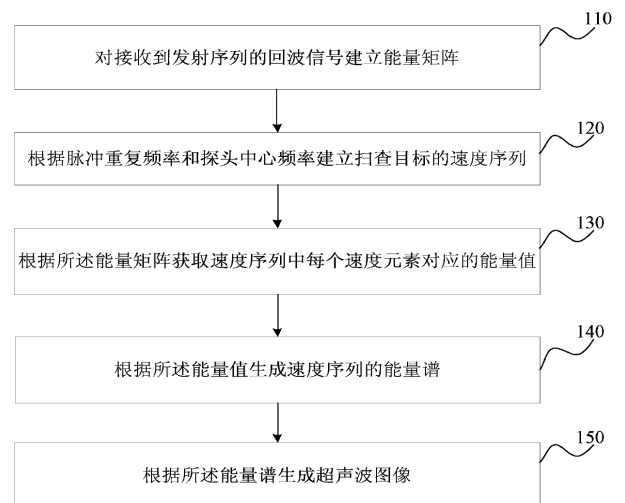 110
对接收到发射序列的回波信号建立能量矩阵
120
根据脉冲重复频率和探头中心频率建立扫查目标的速度序列
130
根据所述能量矩阵获取速度序列中每个速度元素对应的能量值
140
根据所述能量值生成速度序列的能量谱
150
根据所述能量谱生成超声波图像